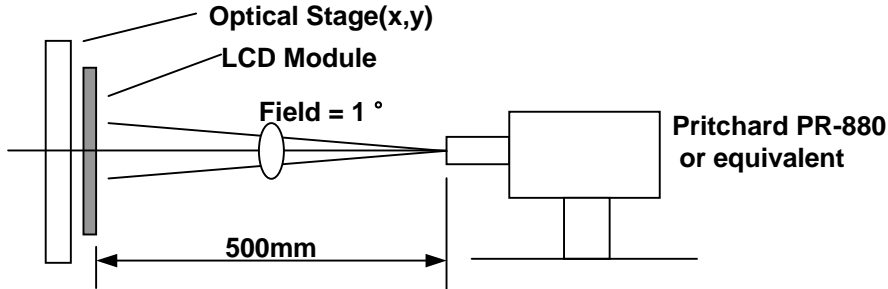 Optical Stage(x,y)
LCD Module
Field = 1 °
Pritchard PR-880
or equivalent
500mm